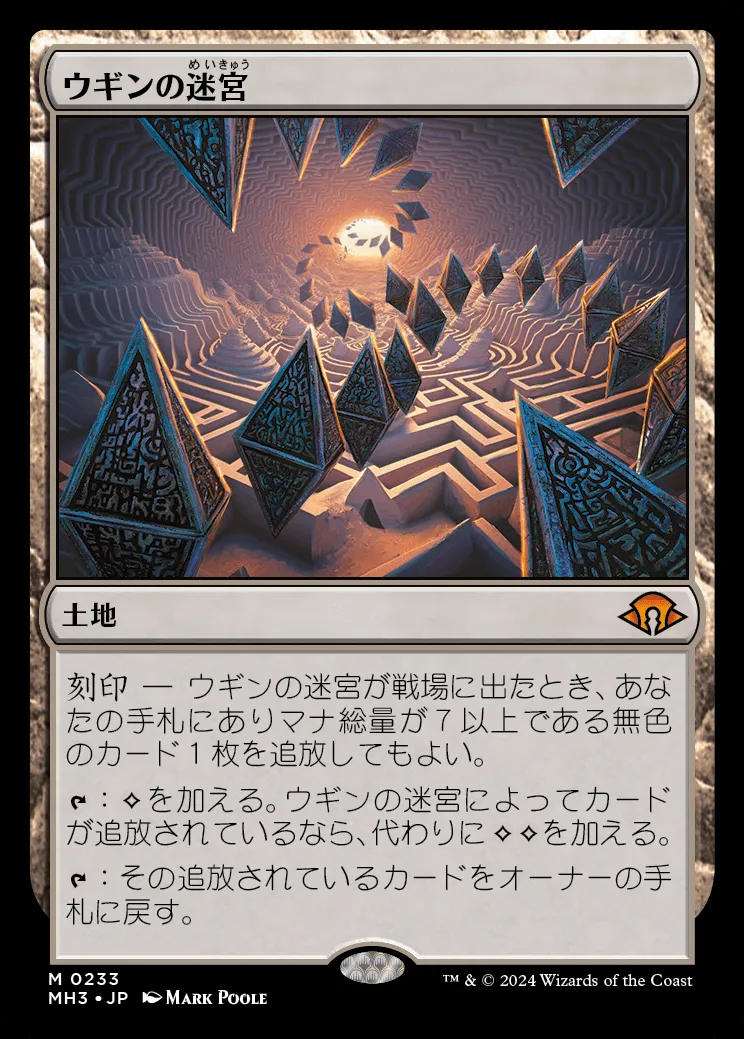 めいきゅう
ウギンの迷宮
土地
刻印 — ウギンの迷宮が戦場に出たとき、あな
たの手札にありマナ総量が７以上である無色
のカード１枚を追放してもよい。
：を加える。ウギンの迷宮によってカード
が追放されているなら、代わりにを加える。
：その追放されているカードをオーナーの手
札に戻す。
M 0233
MH3 • JP MARK POOLE
™ & © 2024 Wizards of the Coast